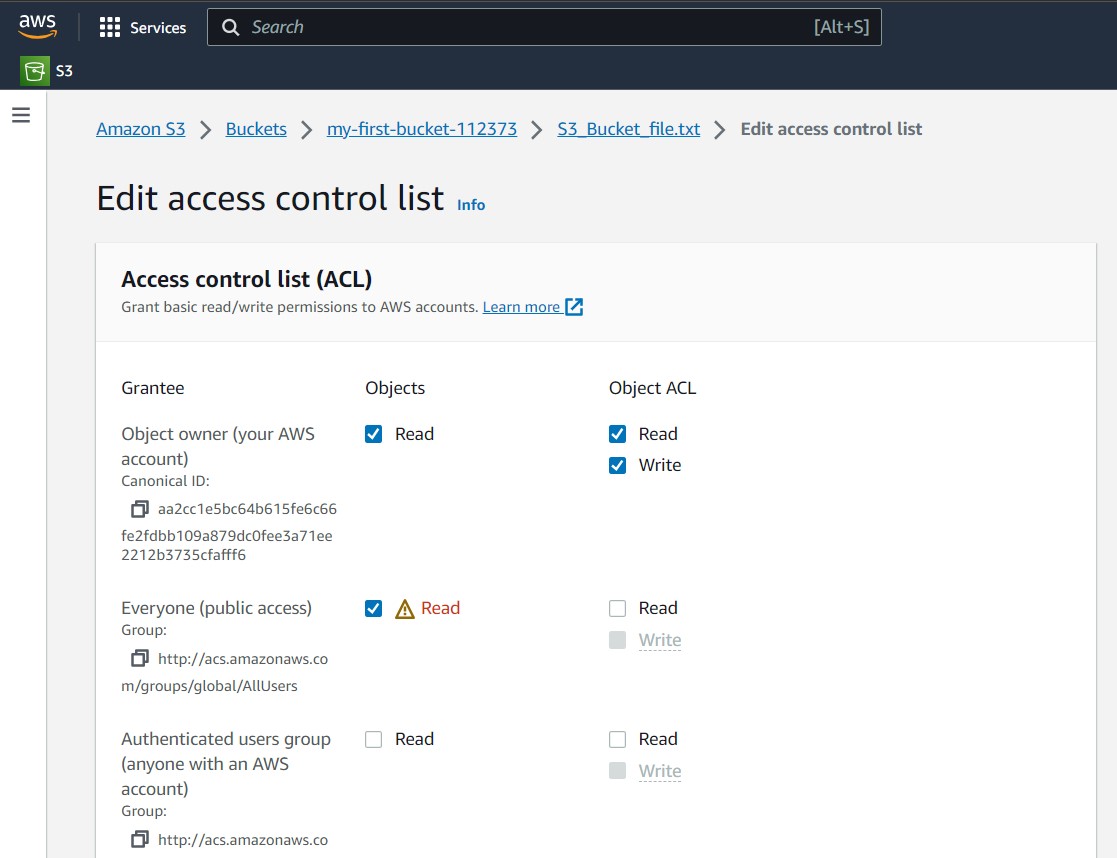 aws
Services
Search
[Alt+S]
S3
Amazon S3 > Buckets > my-first-bucket-112373 > S3_Bucket_file.txt > Edit access control list
Edit access control list Info
Access control list (ACL)
Grant basic read/write permissions to AWS accounts. Learn more
Grantee Objects Object ACL
Object owner (your AWS account)
Read
Read
Write
Canonical ID:
aa2cc1e5bc64b615fe6c66
fe2fdbb109a879dc0fee3a71ee
2212b3735cfafff6
Everyone (public access)
Read
Read
Write
Group:
http://acs.amazonaws.co
m/groups/global/AllUsers
Authenticated users group
(anyone with an AWS
account)
Read
Read
Write
Group:
http://acs.amazonaws.co